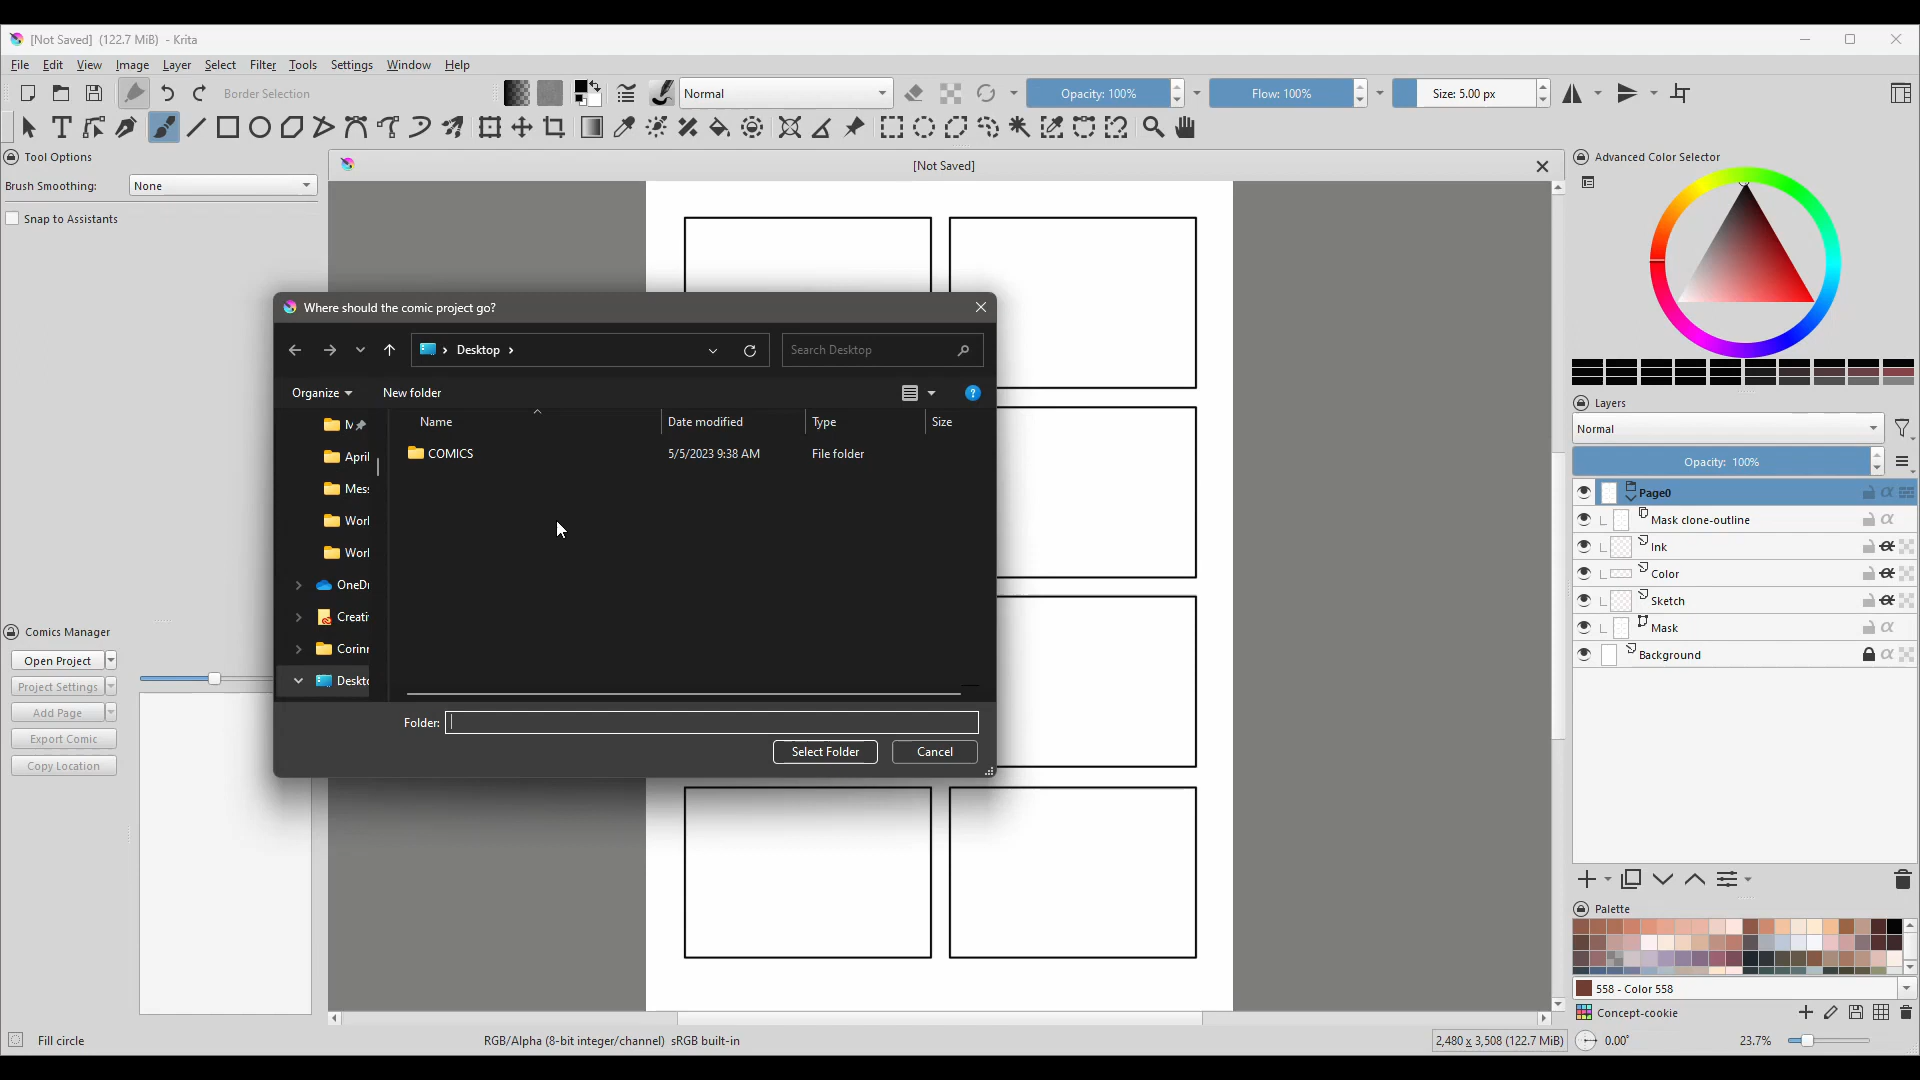 [Not Saved] (122.7 MiB) - Krita
File Edit View Image Layer Select Filter Tools Settings Window Help
Border Selection
Normal
Opacity: 100%
Flow: 100%
Size: 5.00 px
Tool Options
Brush Smoothing: None
Snap to Assistants
[Not Saved]
Where should the comic project go?
Desktop
Search Desktop
Organize
New folder
Name Date modified Type Size
COMICS 5/5/2023 9:38 AM File folder
M
April
Mes
Worl
Worl
OneDr
Creati
Corinr
Deskto
Folder:
Select Folder
Cancel
Comics Manager
Open Project
Project Settings
Add Page
Export Comic
Copy Location
Advanced Color Selector
Layers
Normal
Opacity: 100%
Page0
Mask clone-outline
Ink
Color
Sketch
Mask
Background
Palette
558 - Color 558
Concept-cookie
Fill circle
RGB/Alpha (8-bit integer/channel) sRGB built-in
2,480 x 3,508 (122.7 MiB)
0.00°
23.7%